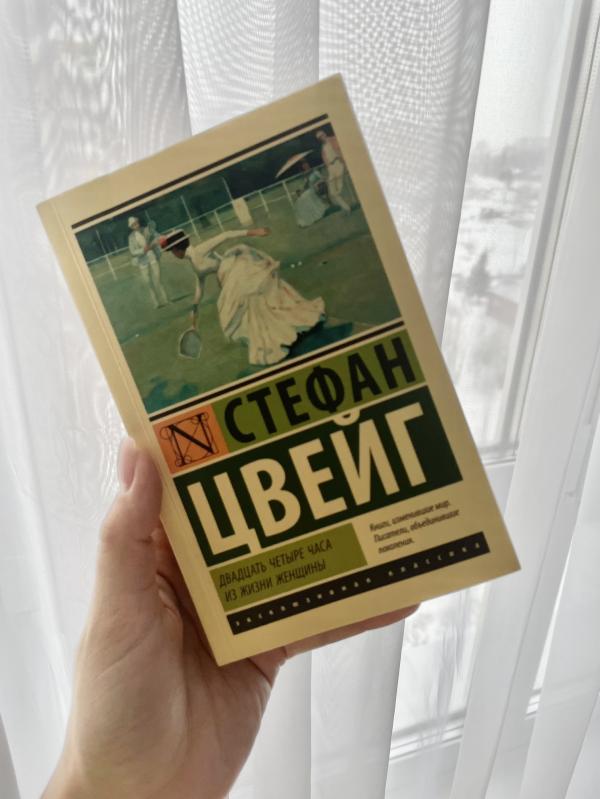 N
СТЕФАН
ЦВЕЙГ
ДВАДЦАТЬ ЧЕТЫРЕ ЧАСА
ИЗ ЖИЗНИ ЖЕНЩИНЫ
Книги, изменившие мир.
Писатели, объединившие
поколения.
ЭКСКЛЮЗИВНАЯ КЛАССИКА